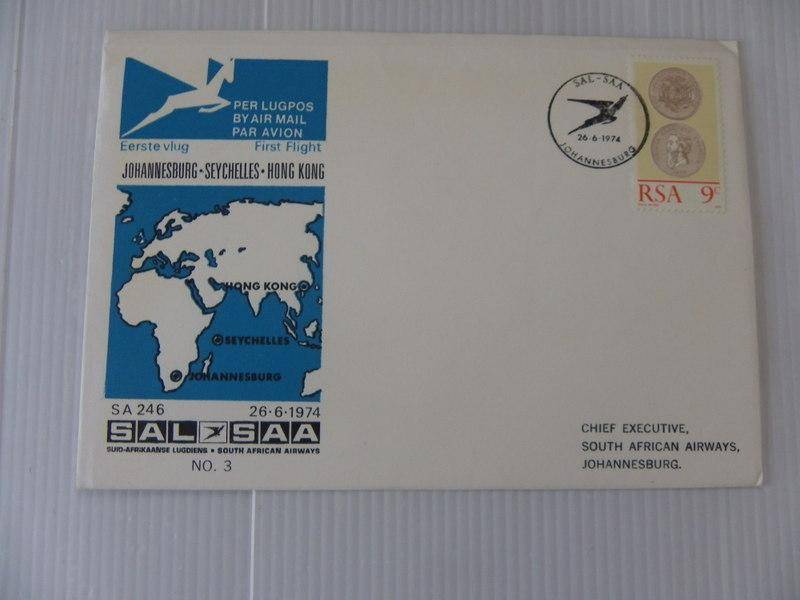 PER LUGPOS
BY AIR MAIL
PAR AVION
Eerste vlug First Flight
JOHANNESBURG • SEYCHELLES • HONG KONG
HONG KONG
SEYCHELLES
JOHANNESBURG
SA 246 26·6·1974
SAL SAA
SUID-AFRIKAANSE LUGDIENS • SOUTH AFRICAN AIRWAYS
NO. 3
SAL-SAA
26·6·1974
JOHANNESBURG
RSA 9c
CHIEF EXECUTIVE,
SOUTH AFRICAN AIRWAYS,
JOHANNESBURG.